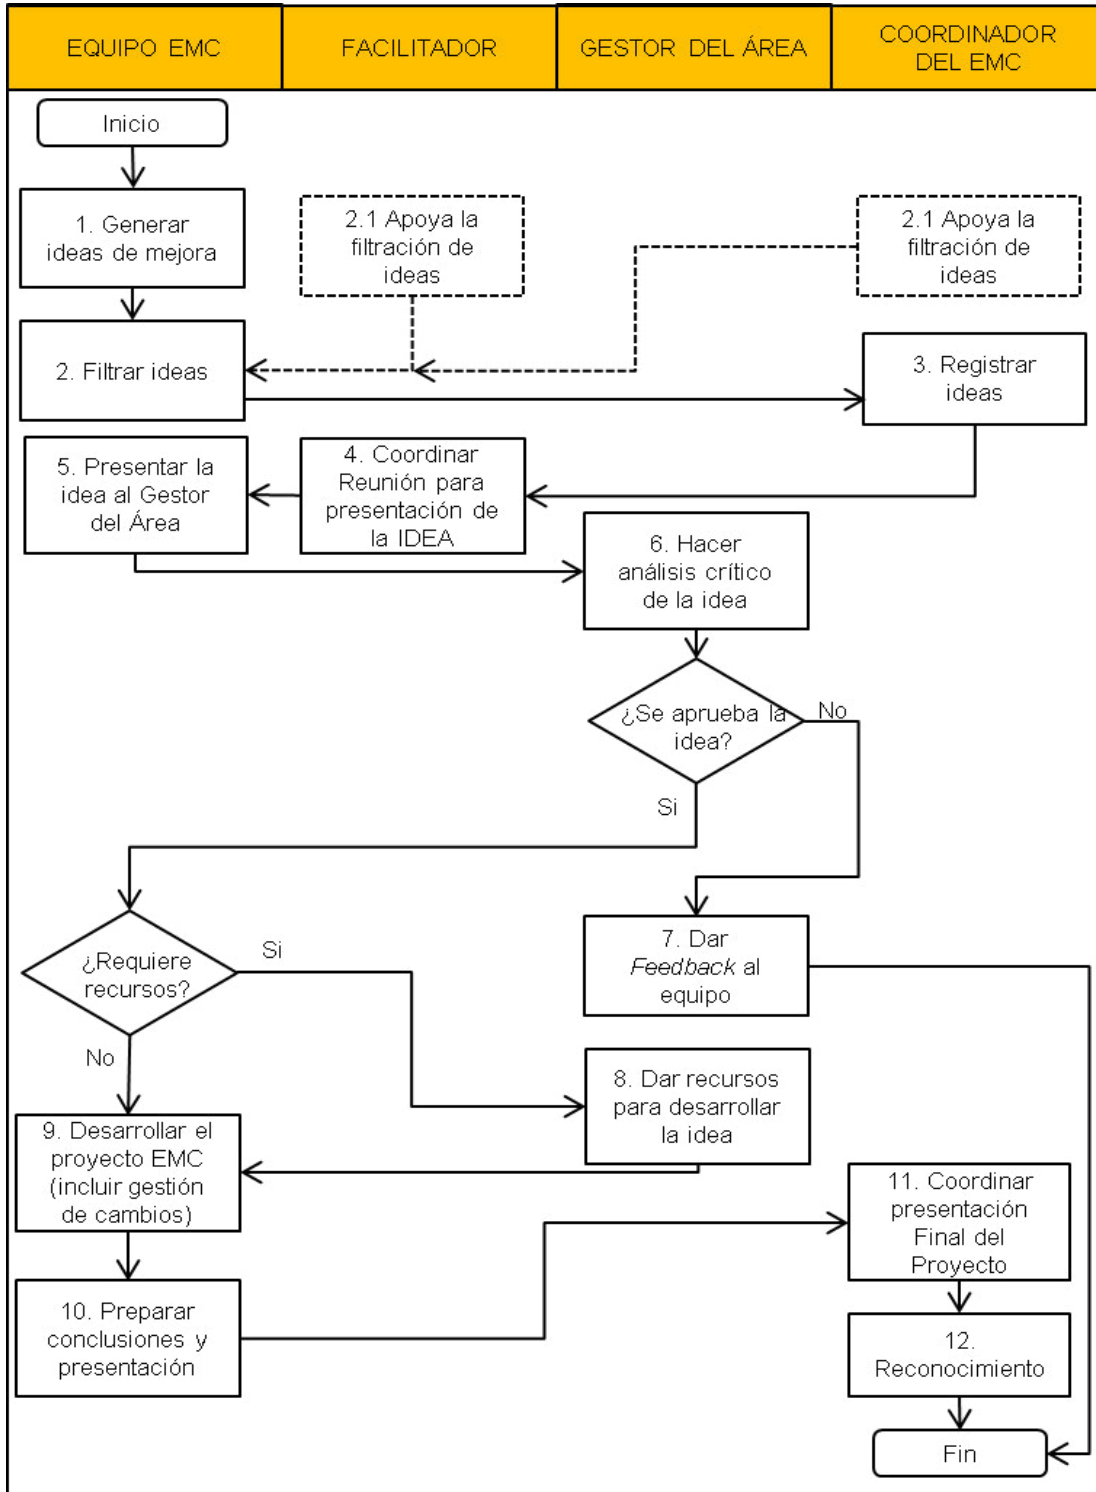 EQUIPO EMC
FACILITADOR
GESTOR DEL ÁREA
COORDINADOR
DEL EMC
Inicio
1. Generar
ideas de mejora
2.1 Apoya la
filtración de
ideas
2.1 Apoya la
filtración de
ideas
2. Filtrar ideas
3. Registrar
ideas
5. Presentar la
idea al Gestor
del Área
4. Coordinar
Reunión para
presentación de
la IDEA
6. Hacer
análisis crítico
de la idea
¿Se aprueba la
idea?
No
Si
¿Requiere
recursos?
Si
No
7. Dar
Feedback al
equipo
8. Dar recursos
para desarrollar
la idea
9. Desarrollar el
proyecto EMC
(incluir gestión
de cambios)
11. Coordinar
presentación
Final del
Proyecto
10. Preparar
conclusiones y
presentación
12.
Reconocimiento
Fin